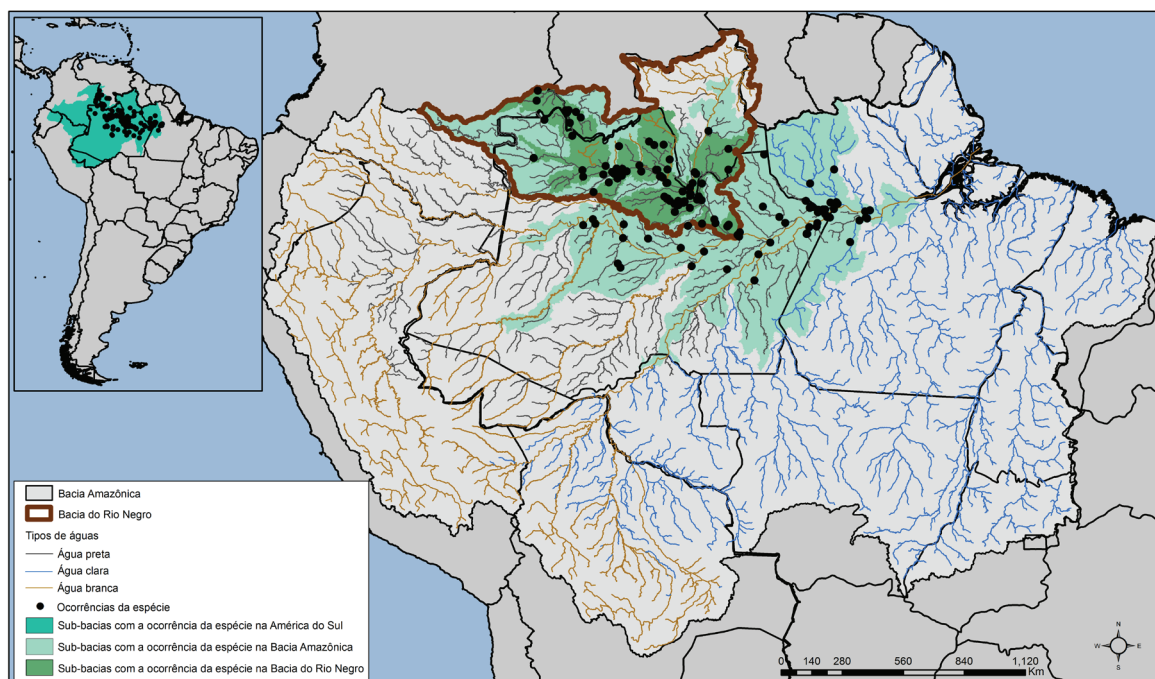 Bacia Amazônica
Bacia do Rio Negro
Tipos de águas
Água preta
Água clara
Água branca
Ocorrências da espécie
Sub-bacias com a ocorrência da espécie na América do Sul
Sub-bacias com a ocorrência da espécie na Bacia Amazônica
Sub-bacias com a ocorrência da espécie na Bacia do Rio Negro
N
W E
S
0 140 280 560 840 1,120
Km